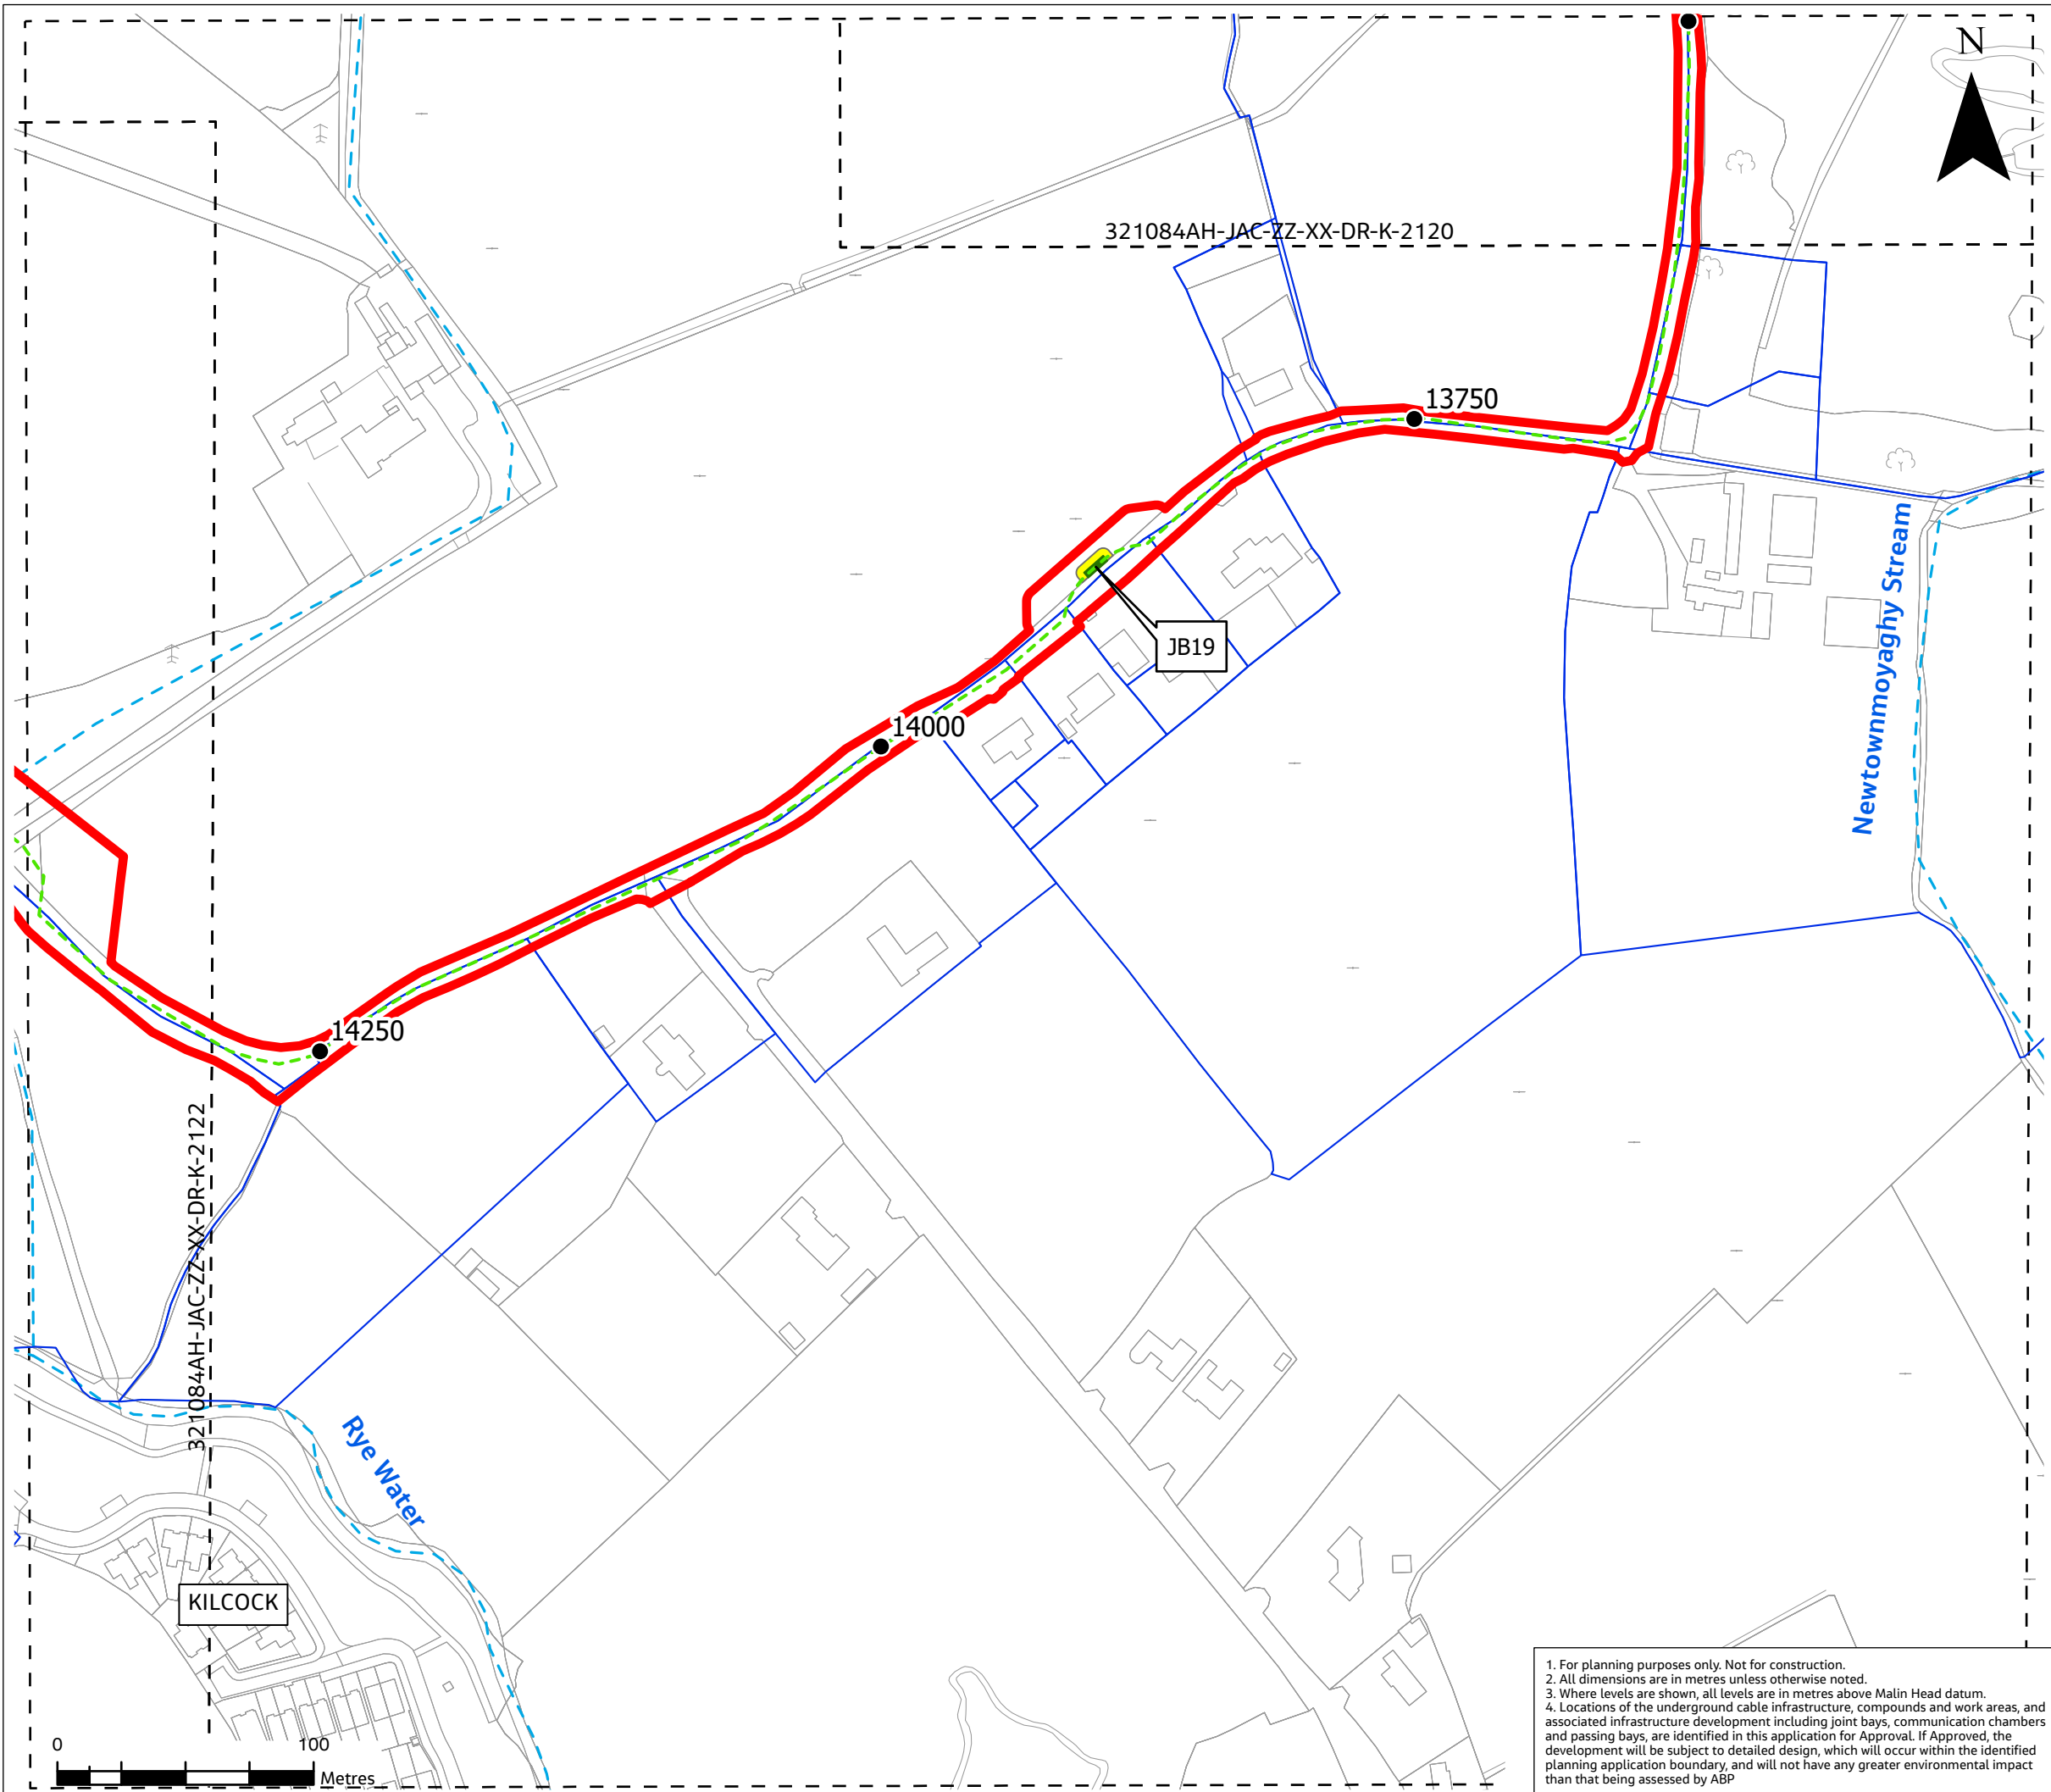 N
321084AH-JAC-ZZ-XX-DR-K-2120
13750
JB19
Newtownmoyaghy Stream
14000
14250
321084AH-JAC-ZZ-XX-DR-K-2122
Rye Water
KILCOCK
0 100
Metres
1. For planning purposes only. Not for construction.
2. All dimensions are in metres unless otherwise noted.
3. Where levels are shown, all levels are in metres above Malin Head datum.
4. Locations of the underground cable infrastructure, compounds and work areas, and
associated infrastructure development including joint bays, communication chambers
and passing bays, are identified in this application for Approval. If Approved, the
development will be subject to detailed design, which will occur within the identified
planning application boundary, and will not have any greater environmental impact
than that being assessed by ABP